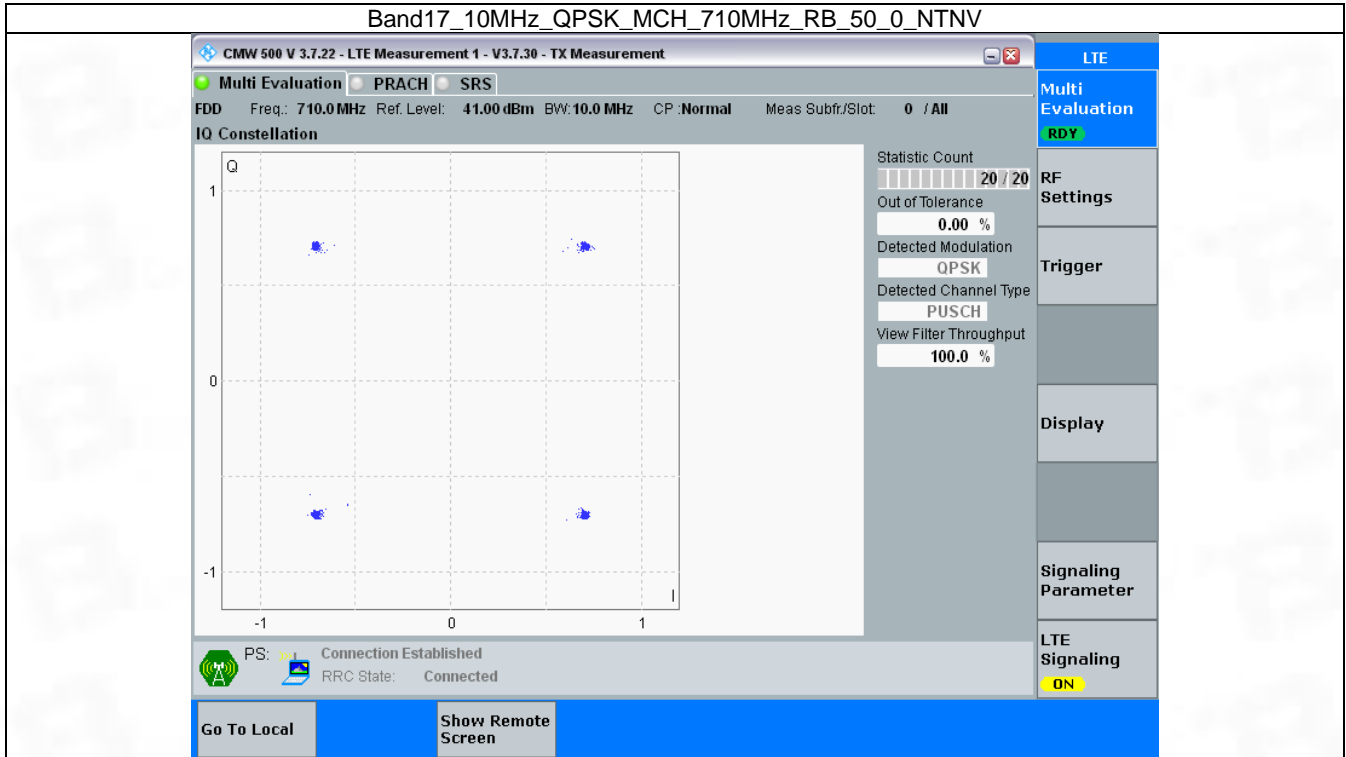 Band17_10MHz_QPSK_MCH_710MHz_RB_50_0_NTNV
CMW 500 V 3.7.22 - LTE Measurement 1 - V3.7.30 - TX Measurement
LTE
Multi Evaluation PRACH SRS
FDD Freq.: 710.0 MHz Ref. Level: 41.00 dBm BW: 10.0 MHz CP : Normal Meas Subfr./Slot: 0 / All
IQ Constellation
Multi
Evaluation
RDY
Q
1
0
-1
-1 0 1
I
Statistic Count
20 / 20
Out of Tolerance
0.00 %
Detected Modulation
QPSK
Detected Channel Type
PUSCH
View Filter Throughput
100.0 %
RF
Settings
Trigger
Display
Signaling
Parameter
LTE
Signaling
ON
PS: Connection Established
RRC State: Connected
A
Go To Local
Show Remote
Screen